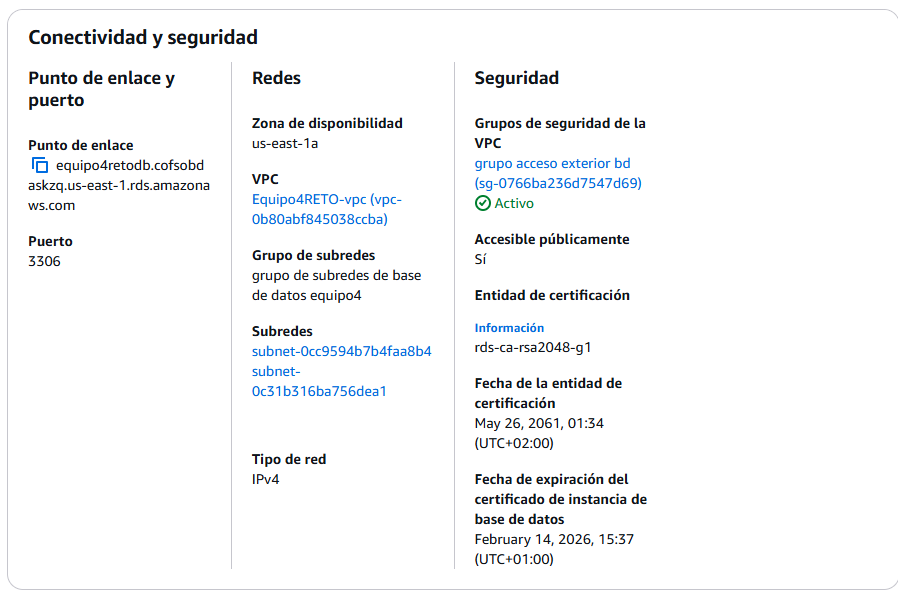 Conectividad y seguridad
Punto de enlace y
puerto
Punto de enlace
equipo4retodb.cofsobd
askzq.us-east-1.rds.amazona
ws.com
Puerto
3306
Redes
Zona de disponibilidad
us-east-1a
VPC
Equipo4RETO-vpc (vpc-
0b80abf845038ccba)
Grupo de subredes
grupo de subredes de base
de datos equipo4
Subredes
subnet-0cc9594b7b4faa8b4
subnet-
0c31b316ba756dea1
Tipo de red
IPv4
Seguridad
Grupos de seguridad de la
VPC
grupo acceso exterior bd
(sg-0766ba236d7547d69)
Activo
Accesible públicamente
Sí
Entidad de certificación
Información
rds-ca-rsa2048-g1
Fecha de la entidad de
certificación
May 26, 2061, 01:34
(UTC+02:00)
Fecha de expiración del
certificado de instancia de
base de datos
February 14, 2026, 15:37
(UTC+01:00)